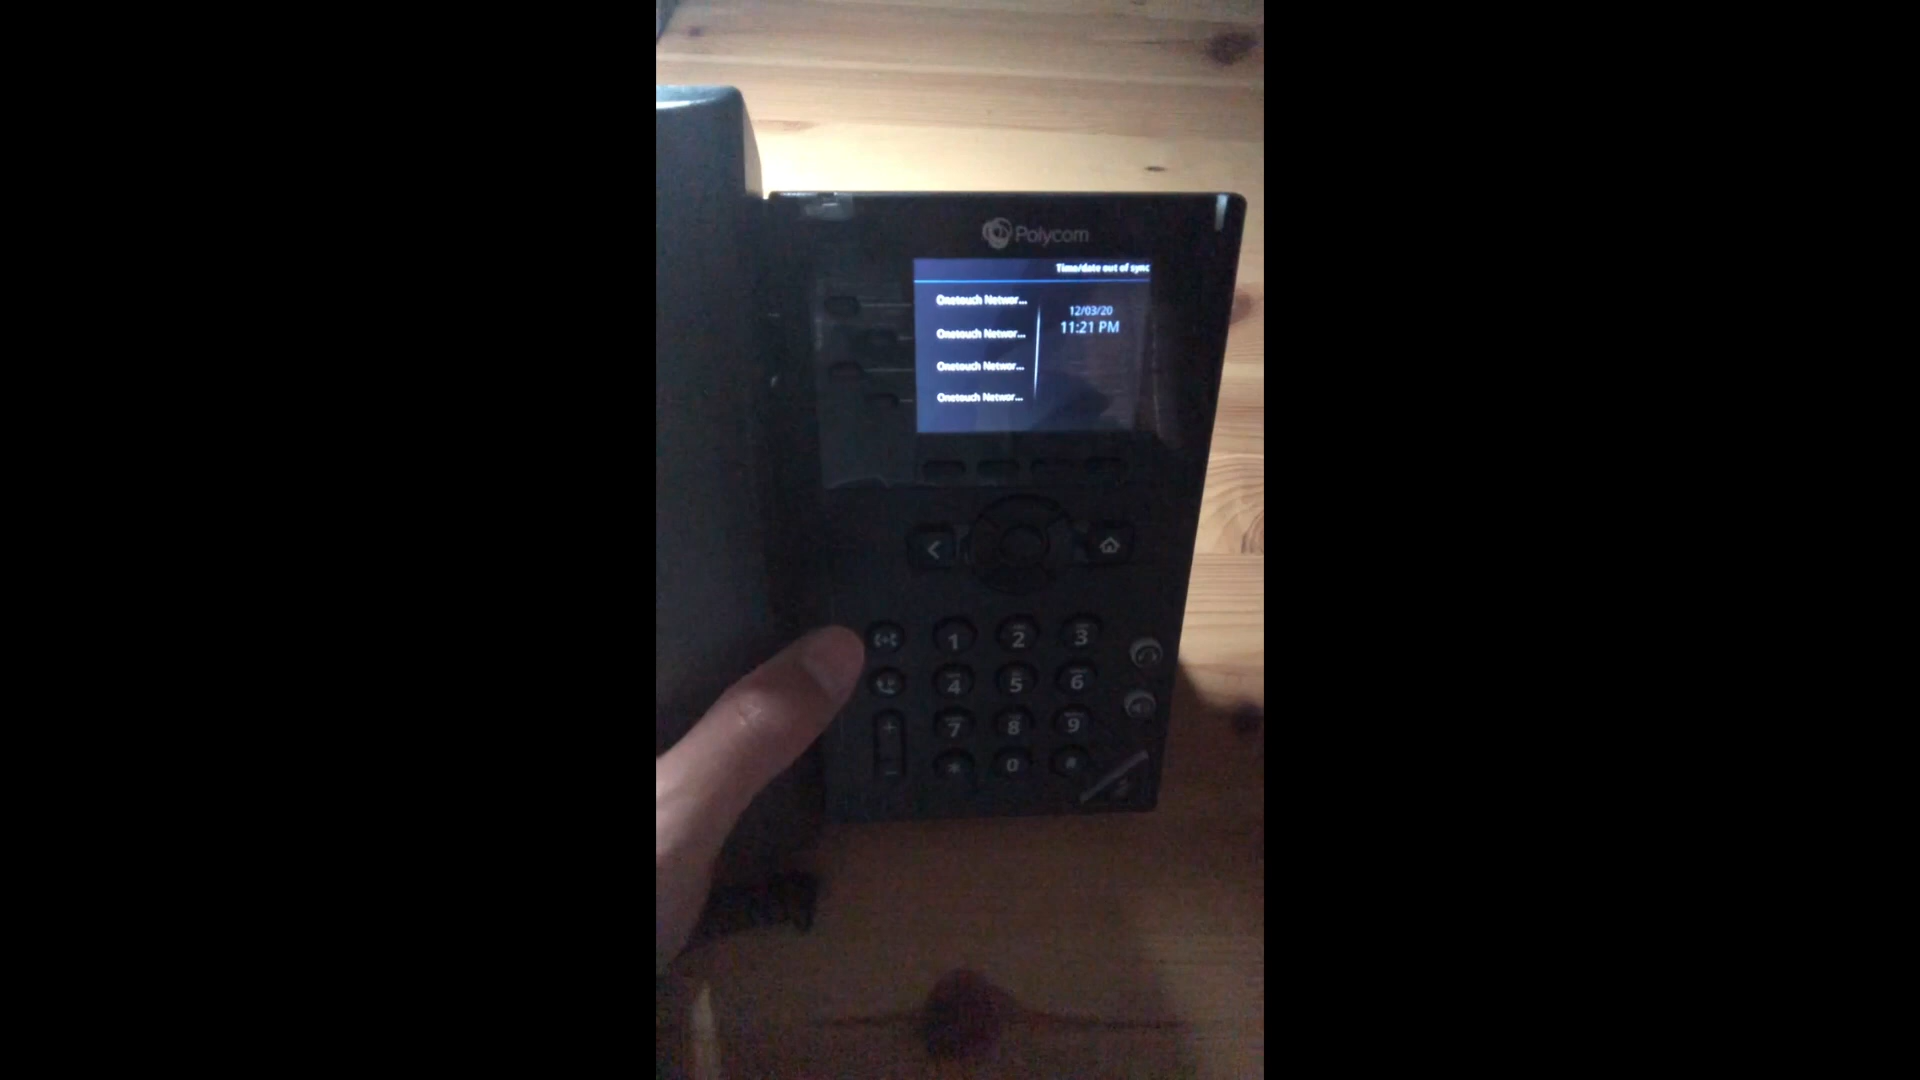 Polycom
Time/date out of sync
Onetouch Networ...
12/03/20
11:21 PM
Onetouch Networ...
Onetouch Networ...
Onetouch Networ...
1 2 3
4 5 6
+ 7 8 9
- * 0 #